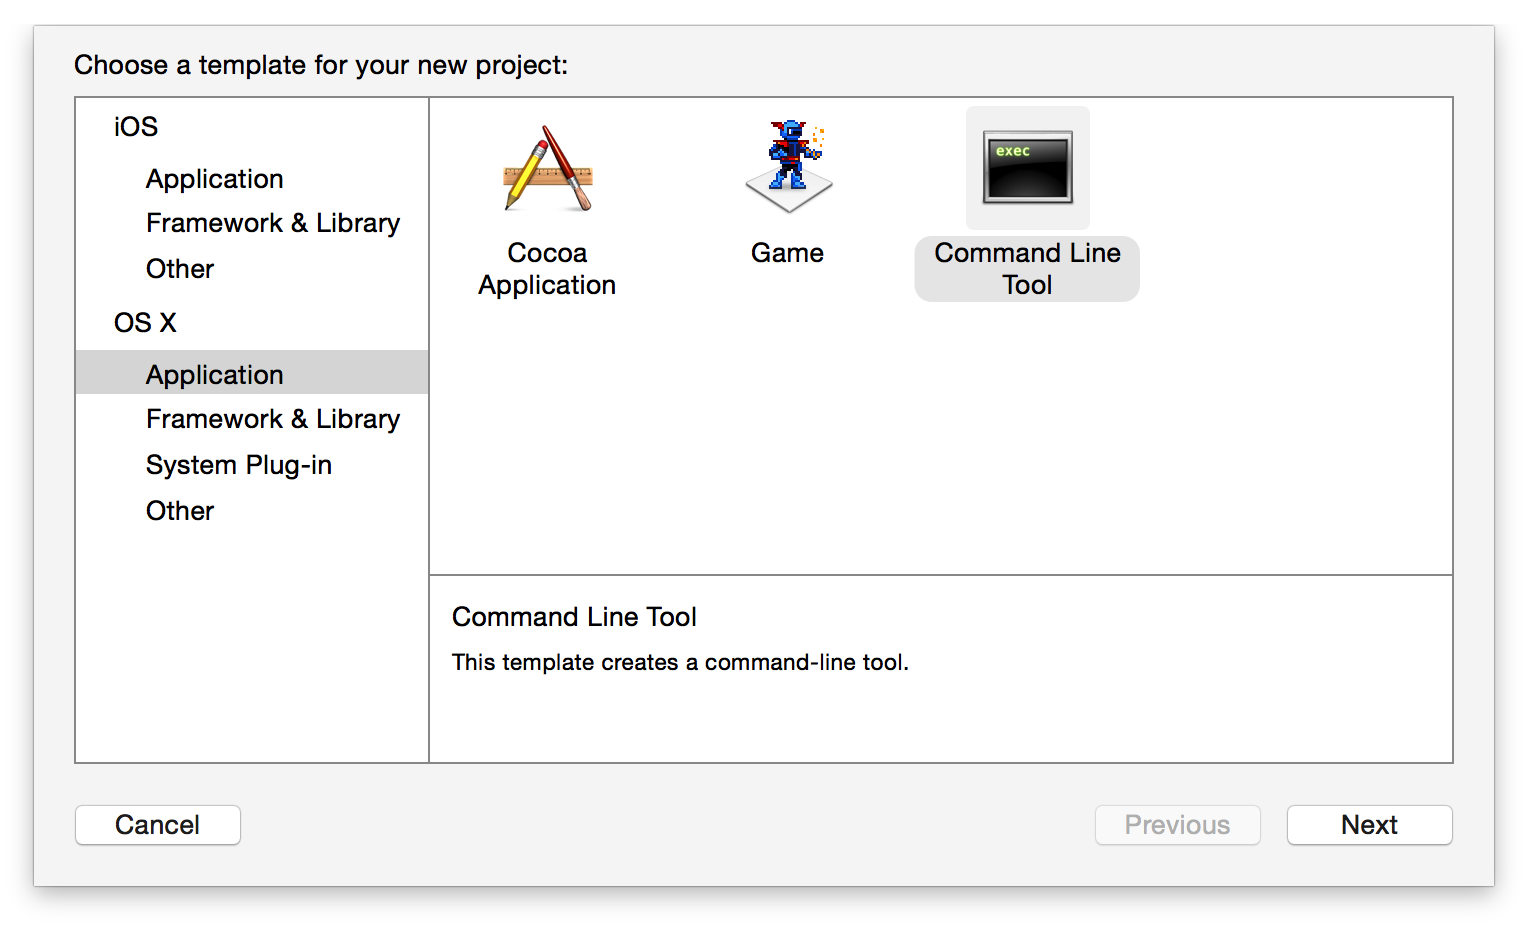 Choose a template for your new project:
iOS
Application
Framework & Library
Other
OS X
Application
Framework & Library
System Plug-in
Other
Cocoa
Application
Game
exec
Command Line
Tool
Command Line Tool
This template creates a command-line tool.
Cancel
Previous
Next